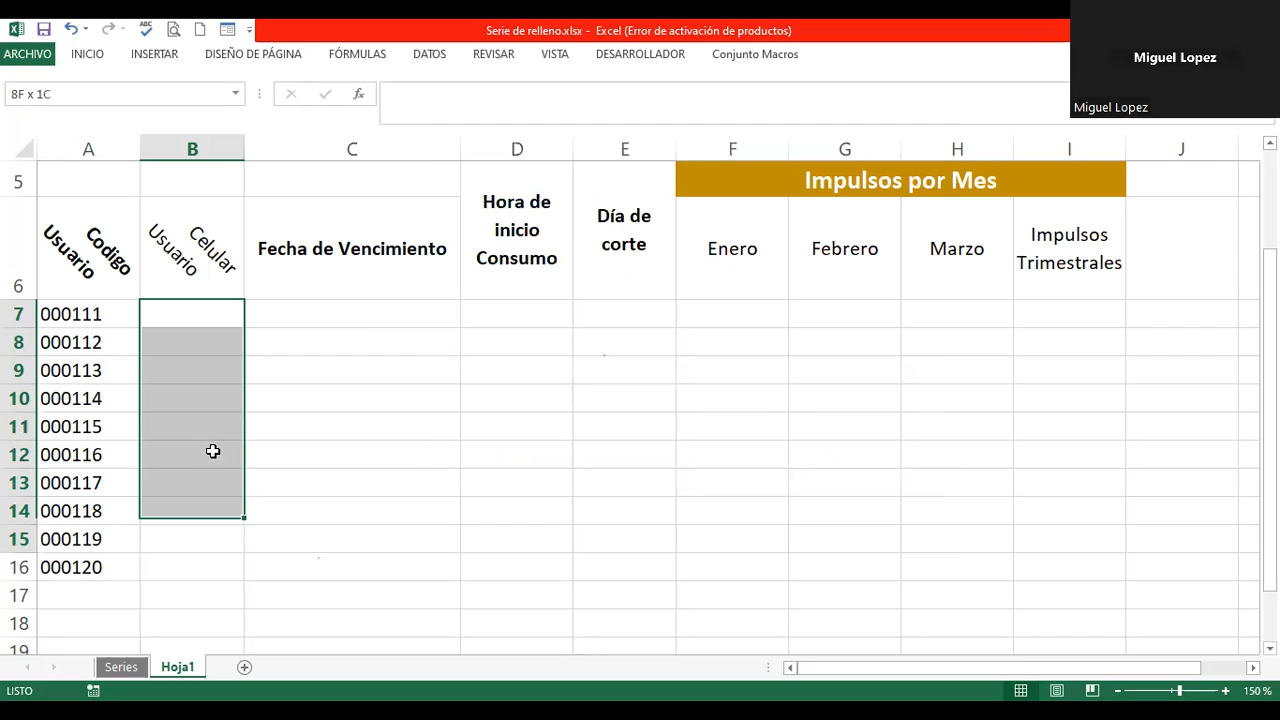 Serie de relleno.xlsx - Excel (Error de activación de productos)
Miguel Lopez
Miguel Lopez
ARCHIVO INICIO INSERTAR DISEÑO DE PÁGINA FÓRMULAS DATOS REVISAR VISTA DESARROLLADOR Conjunto Macros
8F x 1C fx
A B C D E F G H I J
5 Impulsos por Mes
6
Codigo
Usuario
Celular
Usuario
Fecha de Vencimiento
Hora de
inicio
Consumo
Día de
corte
Enero Febrero Marzo
Impulsos
Trimestrales
7 000111
8 000112
9 000113
10 000114
11 000115
12 000116
13 000117
14 000118
15 000119
16 000120
17
18
19
Series Hoja1
LISTO 150 %